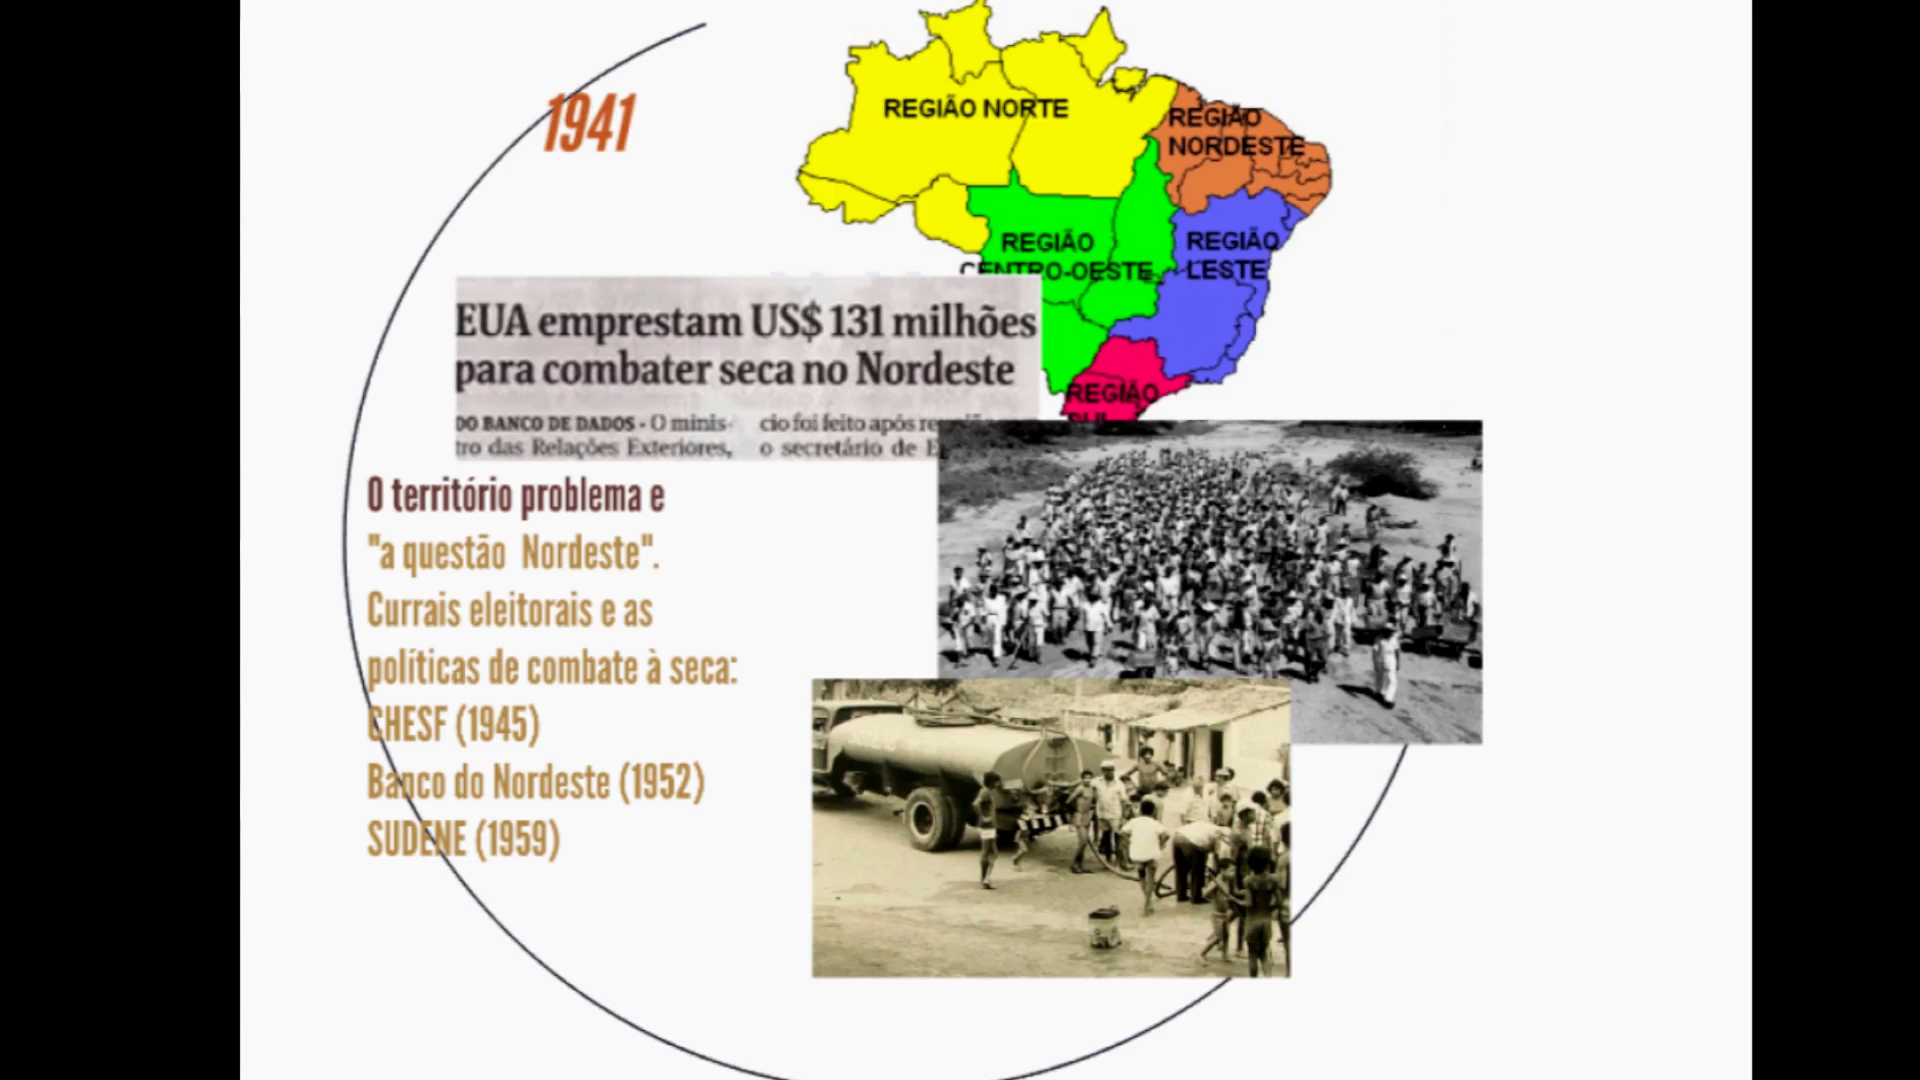 1941
REGIÃO NORTE
REGIÃO
NORDESTE
REGIÃO
CENTRO-OESTE
REGIÃO
LESTE
REGIÃO
SUL
EUA emprestam US$ 131 milhões
para combater seca no Nordeste
DO BANCO DE DADOS - O minis-
tro das Relações Exteriores,
cio foi feito após
o secretário de
O território problema e
"a questão Nordeste".
Currais eleitorais e as
políticas de combate à seca:
CHESF (1945)
Banco do Nordeste (1952)
SUDENE (1959)